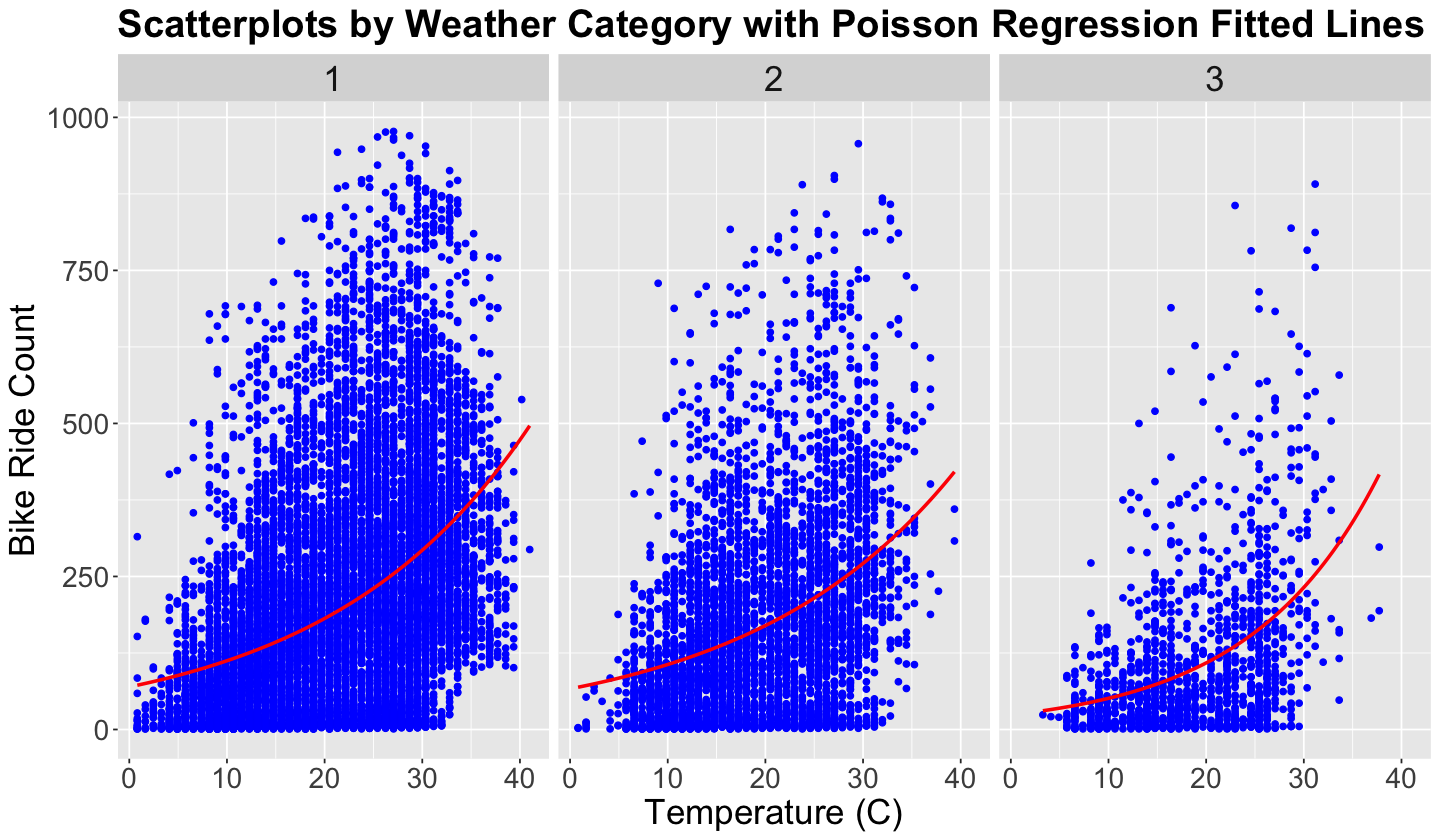 Scatterplots by Weather Category with Poisson Regression Fitted Lines
1 2 3
Bike Ride Count
1000
750
500
250
0
0 10 20 30 40 0 10 20 30 40 0 10 20 30 40
Temperature (C)